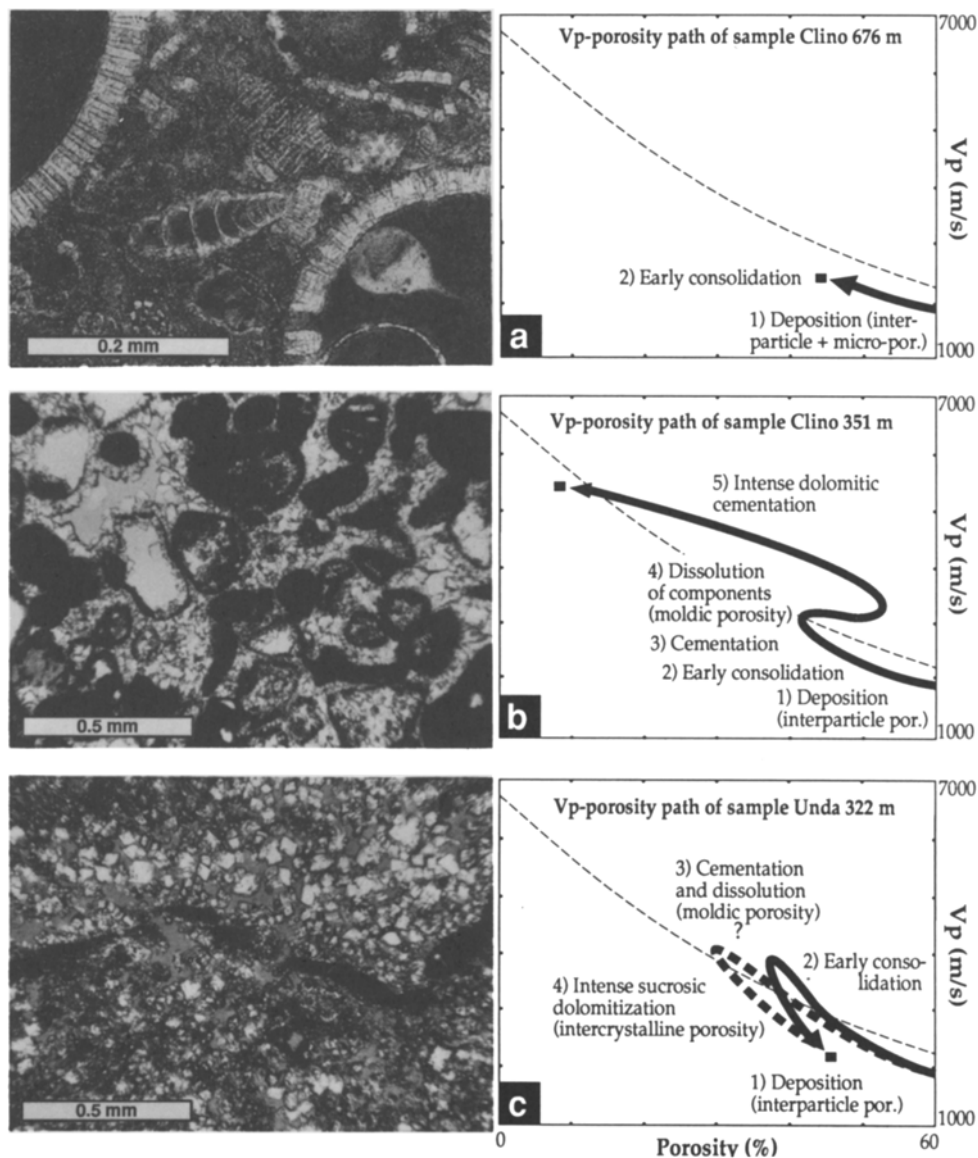 0.2 mm
a
Vp-porosity path of sample Clino 676 m
7000
2) Early consolidation
1) Deposition (inter-
particle + micro-por.)
Vp (m/s)
1000
0.5 mm
b
Vp-porosity path of sample Clino 351 m
7000
5) Intense dolomitic
cementation
4) Dissolution
of components
(moldic porosity)
3) Cementation
2) Early consolidation
1) Deposition
(interparticle por.)
Vp (m/s)
1000
0.5 mm
c
Vp-porosity path of sample Unda 322 m
7000
3) Cementation
and dissolution
(moldic porosity)
?
2) Early conso-
lidation
4) Intense sucrosic
dolomitization
(intercrystalline porosity)
1) Deposition
(interparticle por.)
Vp (m/s)
1000
0
Porosity (%)
60